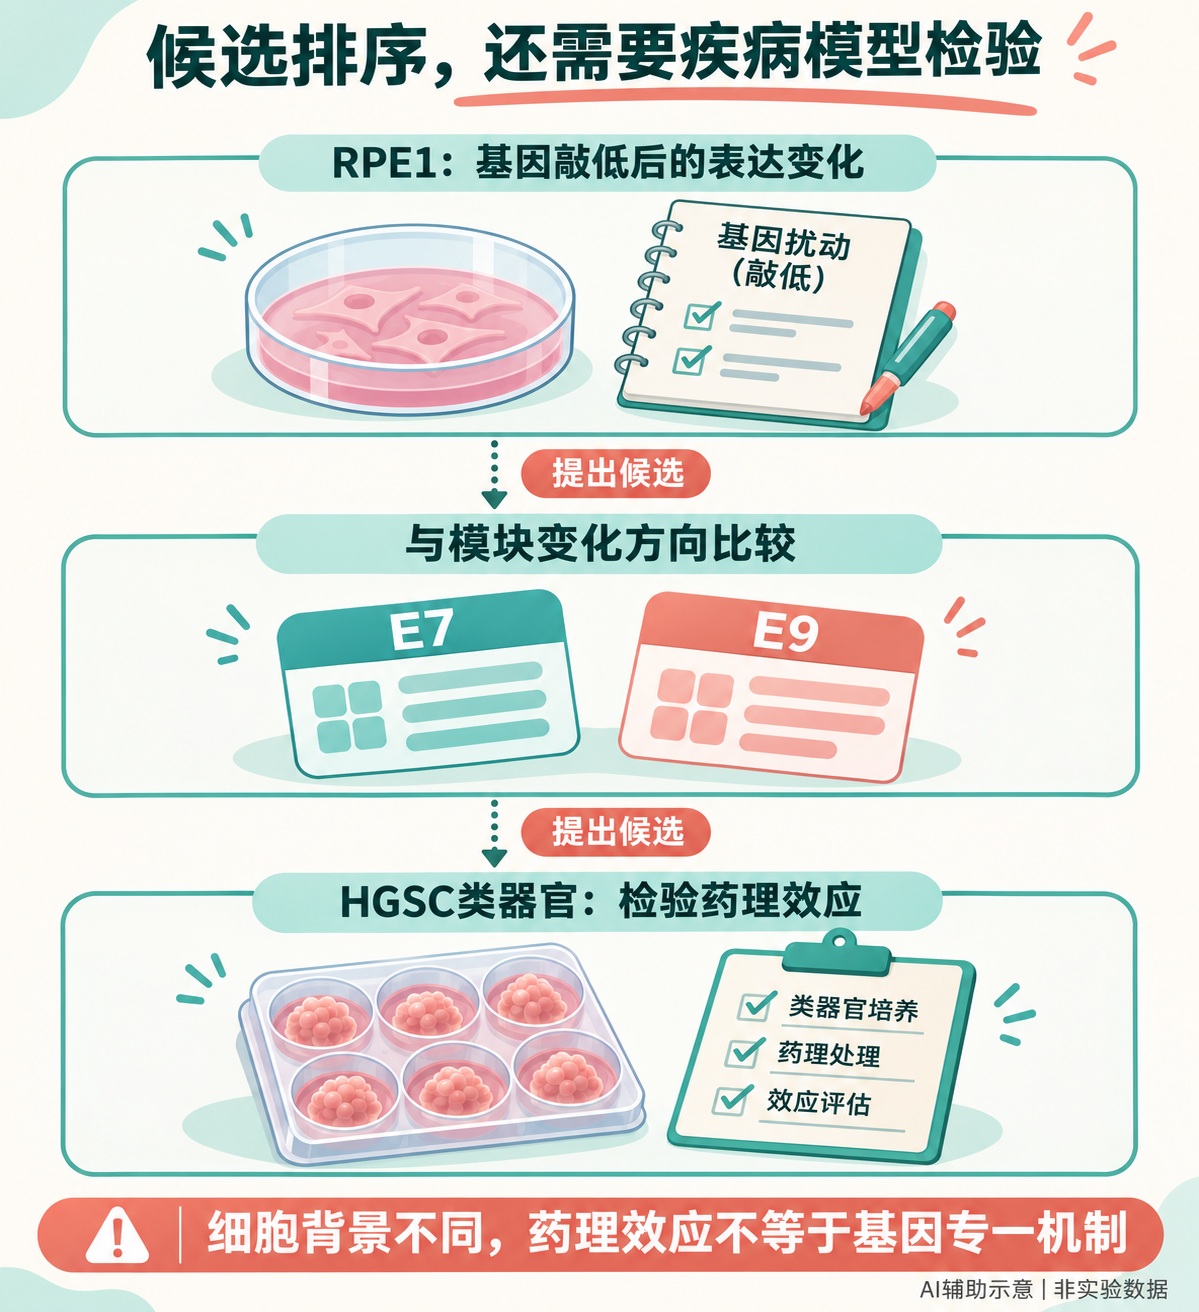 候选排序，还需要疾病模型检验
RPE1：基因敲低后的表达变化
基因扰动
（敲低）
提出候选
与模块变化方向比较
E7
E9
提出候选
HGSC类器官：检验药理效应
类器官培养
药理处理
效应评估
细胞背景不同，药理效应不等于基因专一机制
AI辅助示意 | 非实验数据